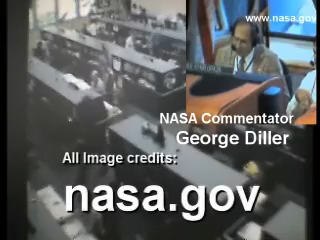 www.nasa.gov
NASA Commentator
George Diller
All Image credits:
nasa.gov